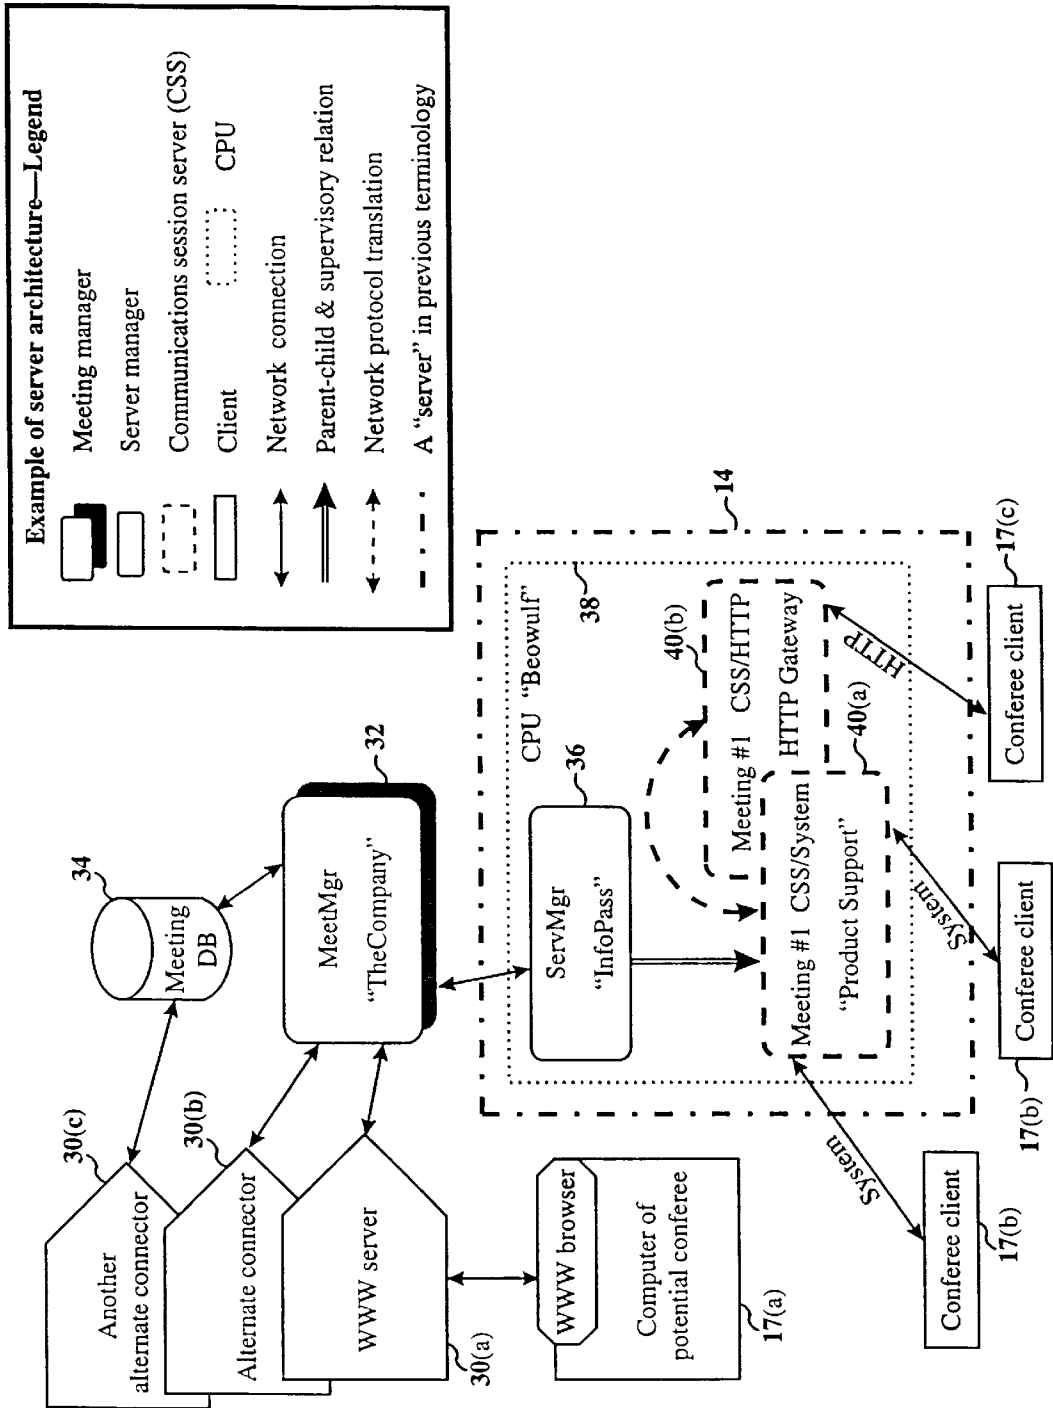 Example of server architecture—Legend
Meeting manager
Server manager
Communications session server (CSS)
Client
CPU
Network connection
Parent-child & supervisory relation
Network protocol translation
A “server” in previous terminology
30(c)
Another
alternate connector
30(b)
Alternate connector
WWW server
30(a)
34
Meeting
DB
32
MeetMgr
“TheCompany”
WWW browser
Computer of
potential conferee
17(a)
14
38
CPU “Beowulf”
36
ServMgr
“InfoPass”
40(b)
Meeting #1 CSS/HTTP
HTTP Gateway
40(a)
Meeting #1 CSS/System
“Product Support”
System
System
HTTP
Conferee client
17(b)
Conferee client
17(b)
Conferee client
17(c)